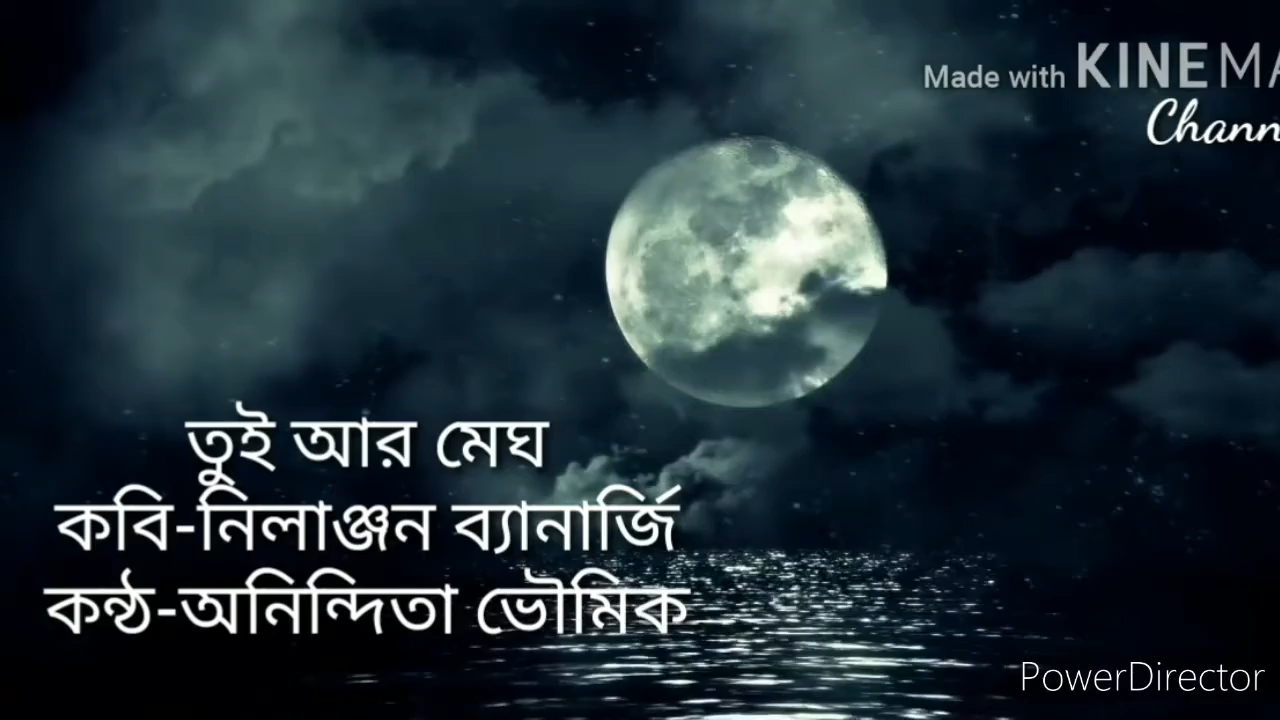 Made with KINEMA
Chann
তুই আর মেঘ
কবি-নিলাঞ্জন ব্যানার্জি
কন্ঠ-অনিন্দিতা ভৌমিক
PowerDirector